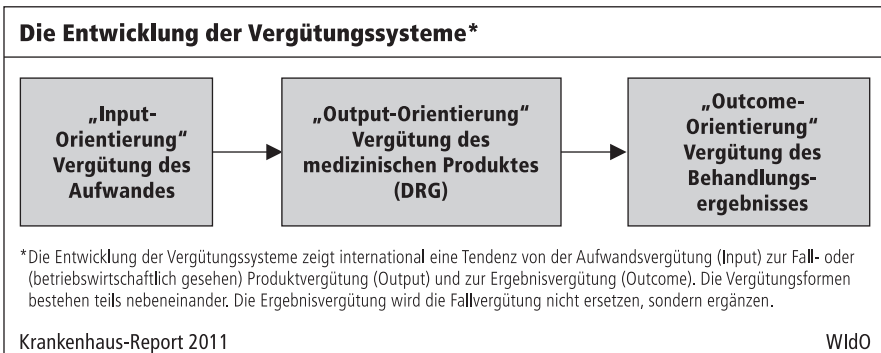 Die Entwicklung der Vergütungssysteme*
„Input-
Orientierung“
Vergütung des
Aufwandes
„Output-Orientierung“
Vergütung des
medizinischen Produktes
(DRG)
„Outcome-
Orientierung“
Vergütung des
Behandlungs-
ergebnisses
*Die Entwicklung der Vergütungssysteme zeigt international eine Tendenz von der Aufwandsvergütung (Input) zur Fall- oder
(betriebswirtschaftlich gesehen) Produktvergütung (Output) und zur Ergebnisvergütung (Outcome). Die Vergütungsformen
bestehen teils nebeneinander. Die Ergebnisvergütung wird die Fallvergütung nicht ersetzen, sondern ergänzen.
Krankenhaus-Report 2011
WIdO